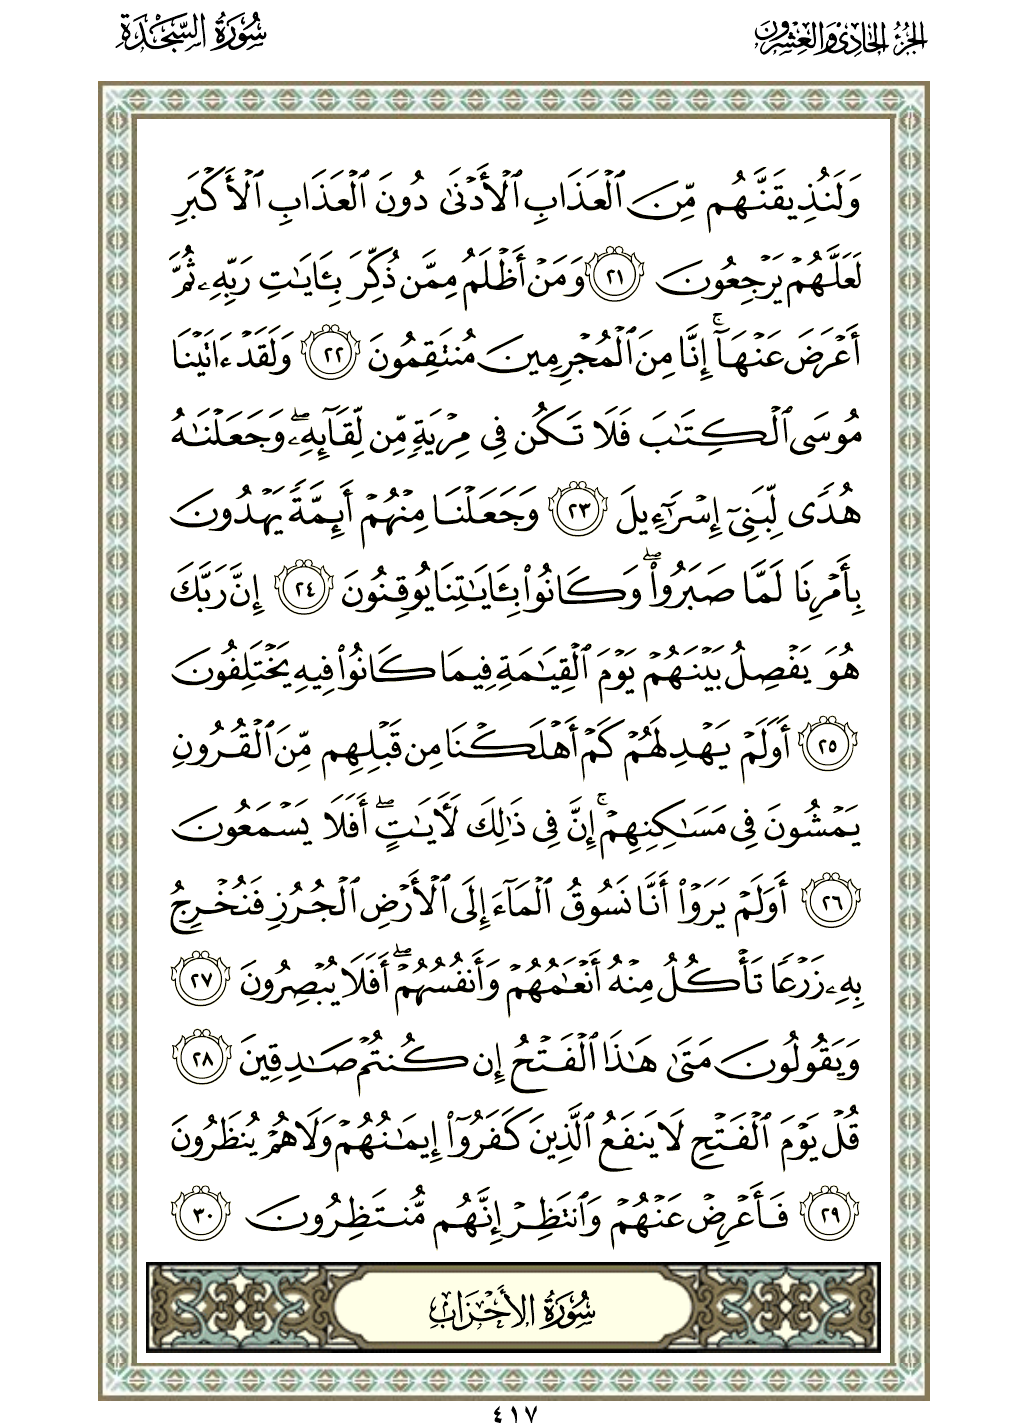 الجزء الحادي والعشرون
سورة السجدة
وَلَنُذِيقَنَّهُم مِّنَ ٱلْعَذَابِ ٱلْأَدْنَىٰ دُونَ ٱلْعَذَابِ ٱلْأَكْبَرِ
لَعَلَّهُمْ يَرْجِعُونَ ٢١ وَمَنْ أَظْلَمُ مِمَّن ذُكِّرَ بِـَٔايَٰتِ رَبِّهِۦ ثُمَّ
أَعْرَضَ عَنْهَآ ۚ إِنَّا مِنَ ٱلْمُجْرِمِينَ مُنتَقِمُونَ ٢٢ وَلَقَدْ ءَاتَيْنَا
مُوسَى ٱلْكِتَٰبَ فَلَا تَكُن فِى مِرْيَةٍ مِّن لِّقَآئِهِۦ ۖ وَجَعَلْنَٰهُ
هُدًى لِّبَنِىٓ إِسْرَٰٓءِيلَ ٢٣ وَجَعَلْنَا مِنْهُمْ أَئِمَّةً يَهْدُونَ
بِأَمْرِنَا لَمَّا صَبَرُوا۟ ۖ وَكَانُوا۟ بِـَٔايَٰتِنَا يُوقِنُونَ ٢٤ إِنَّ رَبَّكَ
هُوَ يَفْصِلُ بَيْنَهُمْ يَوْمَ ٱلْقِيَٰمَةِ فِيمَا كَانُوا۟ فِيهِ يَخْتَلِفُونَ
٢٥ أَوَلَمْ يَهْدِ لَهُمْ كَمْ أَهْلَكْنَا مِن قَبْلِهِم مِّنَ ٱلْقُرُونِ
يَمْشُونَ فِى مَسَٰكِنِهِمْ ۚ إِنَّ فِى ذَٰلِكَ لَـَٔايَٰتٍ ۖ أَفَلَا يَسْمَعُونَ
٢٦ أَوَلَمْ يَرَوْا۟ أَنَّا نَسُوقُ ٱلْمَآءَ إِلَى ٱلْأَرْضِ ٱلْجُرُزِ فَنُخْرِجُ
بِهِۦ زَرْعًا تَأْكُلُ مِنْهُ أَنْعَٰمُهُمْ وَأَنفُسُهُمْ ۖ أَفَلَا يُبْصِرُونَ ٢٧
وَيَقُولُونَ مَتَىٰ هَٰذَا ٱلْفَتْحُ إِن كُنتُمْ صَٰدِقِينَ ٢٨
قُلْ يَوْمَ ٱلْفَتْحِ لَا يَنفَعُ ٱلَّذِينَ كَفَرُوٓا۟ إِيمَٰنُهُمْ وَلَا هُمْ يُنظَرُونَ
٢٩ فَأَعْرِضْ عَنْهُمْ وَٱنتَظِرْ إِنَّهُم مُّنتَظِرُونَ ٣٠
سُورَةُ الأَحْزَابِ
٤١٧